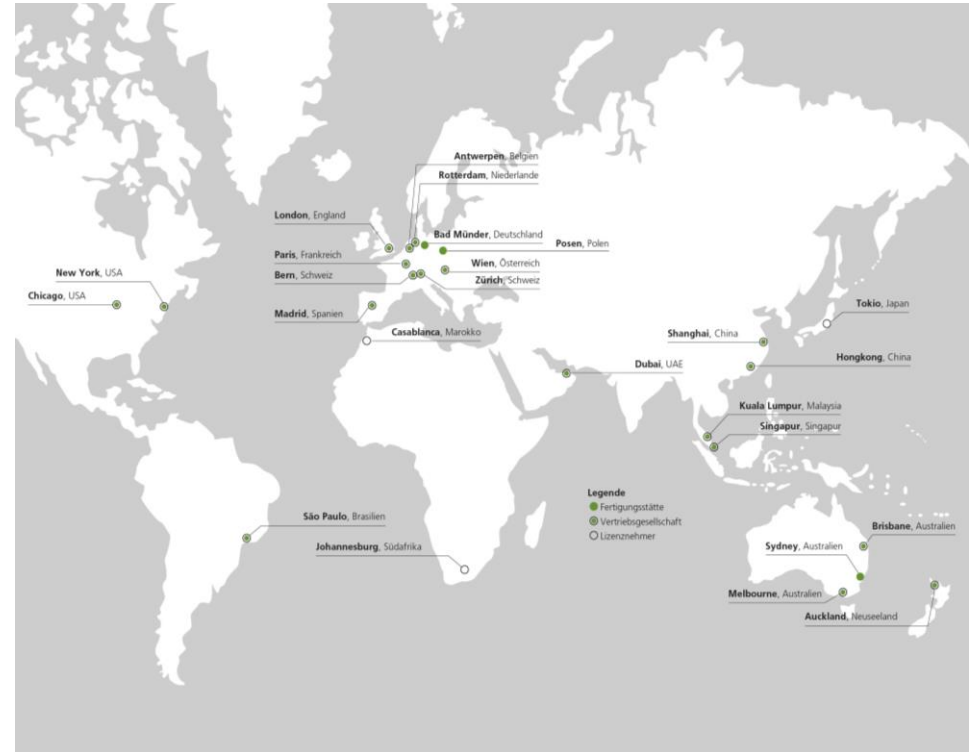 Antwerpen, Belgien
Rotterdam, Niederlande
London, England
Bad Münder, Deutschland
Posen, Polen
Paris, Frankreich
Wien, Österreich
Bern, Schweiz
Zürich, Schweiz
New York, USA
Chicago, USA
Madrid, Spanien
Casablanca, Marokko
Tokio, Japan
Shanghai, China
Hongkong, China
Dubai, UAE
Kuala Lumpur, Malaysia
Singapur, Singapur
Legende
Fertigungsstätte
Vertriebsgesellschaft
Lizenznehmer
São Paulo, Brasilien
Johannesburg, Südafrika
Brisbane, Australien
Sydney, Australien
Melbourne, Australien
Auckland, Neuseeland